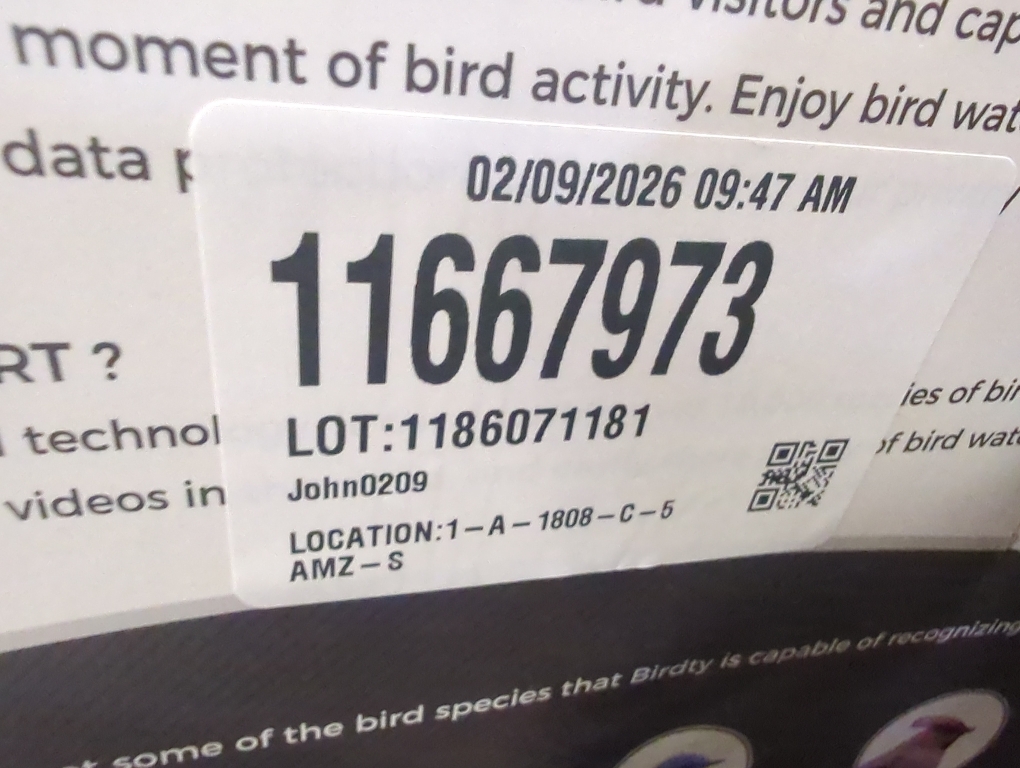 visitors and cap
moment of bird activity. Enjoy bird wat
data p
02/09/2026 09:47 AM
11667973
RT ?
LOT:1186071181
ies of bir
technol
of bird wat
John0209
videos in
LOCATION:1-A-1808-C-5
AMZ-S
some of the bird species that Birdty is capable of recognizing